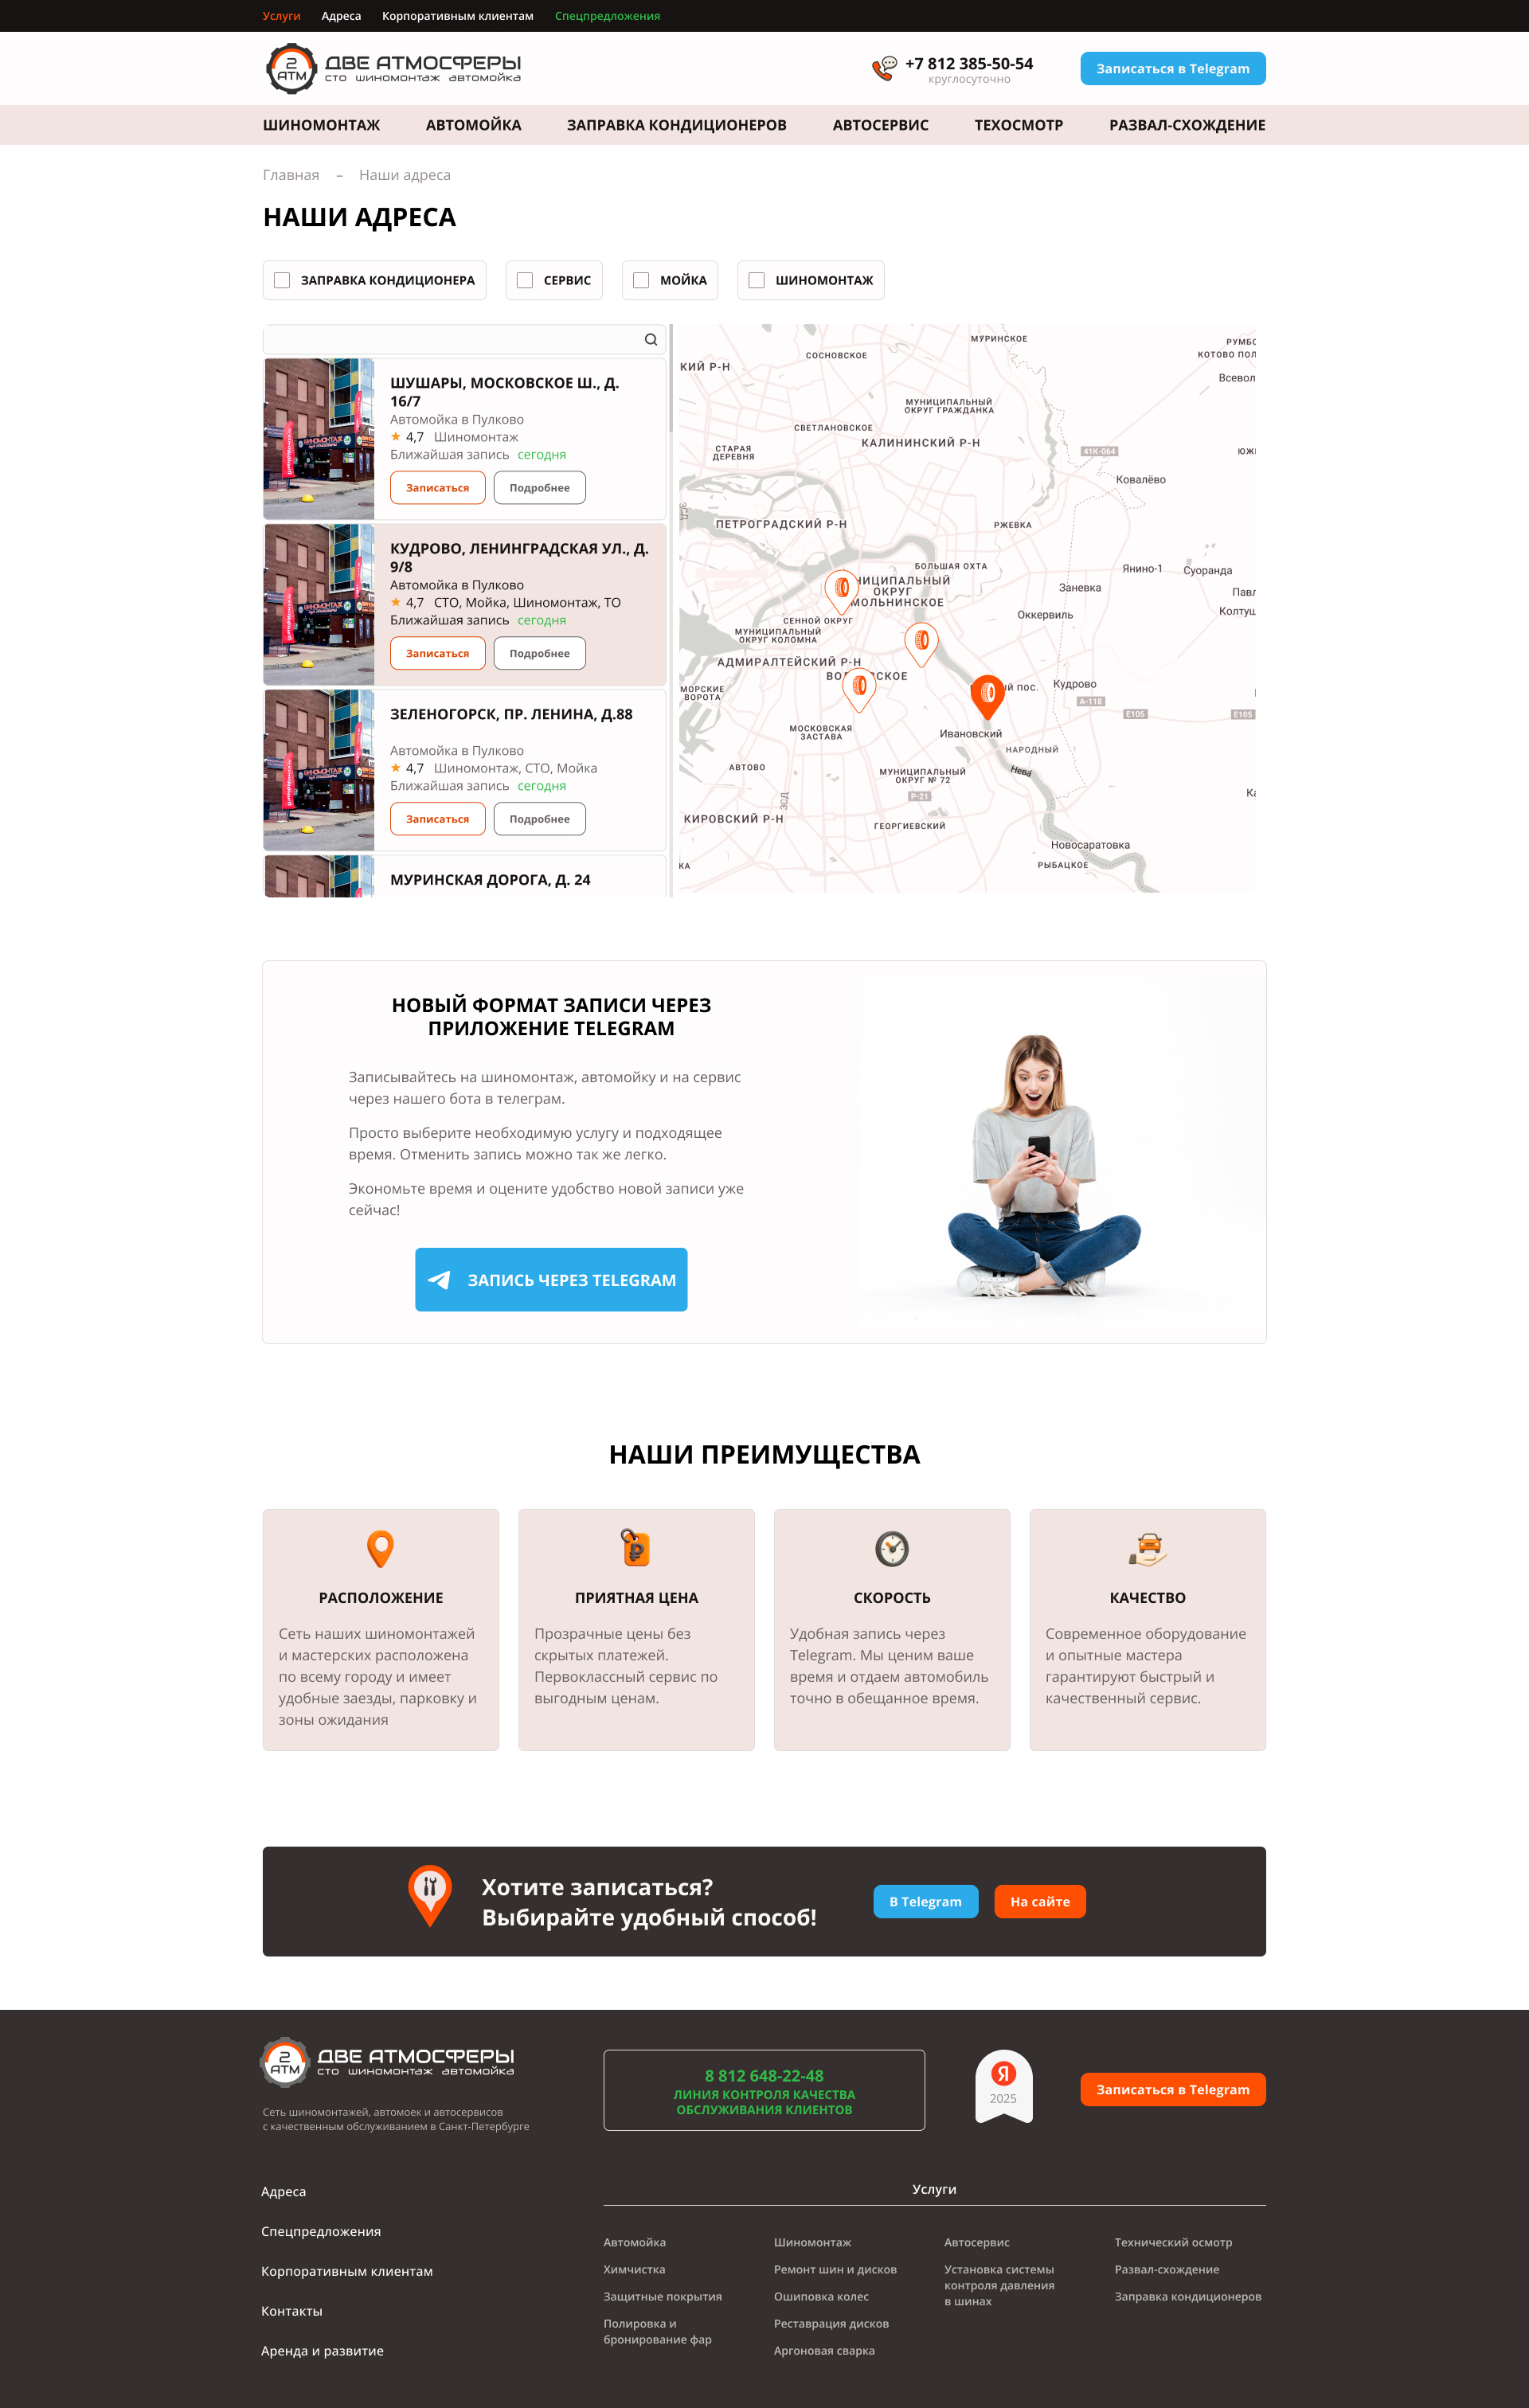 Услуги Адреса Корпоративным клиентам Спецпредложения
2 АТМ ДВЕ АТМОСФЕРЫ
сто шиномонтаж автомойка
+7 812 385-50-54
круглосуточно
Записаться в Telegram
ШИНОМОНТАЖ АВТОМОЙКА ЗАПРАВКА КОНДИЦИОНЕРОВ АВТОСЕРВИС ТЕХОСМОТР РАЗВАЛ-СХОЖДЕНИЕ
Главная – Наши адреса
НАШИ АДРЕСА
ЗАПРАВКА КОНДИЦИОНЕРА СЕРВИС МОЙКА ШИНОМОНТАЖ
ШУШАРЫ, МОСКОВСКОЕ Ш., Д.
16/7
Автомойка в Пулково
4,7 Шиномонтаж
Ближайшая запись сегодня
Записаться Подробнее
КУДРОВО, ЛЕНИНГРАДСКАЯ УЛ., Д.
9/8
Автомойка в Пулково
4,7 СТО, Мойка, Шиномонтаж, ТО
Ближайшая запись сегодня
Записаться Подробнее
ЗЕЛЕНОГОРСК, ПР. ЛЕНИНА, Д.88
Автомойка в Пулково
4,7 Шиномонтаж, СТО, Мойка
Ближайшая запись сегодня
Записаться Подробнее
МУРИНСКАЯ ДОРОГА, Д. 24
МУРИНСКОЕ
СОСНОВСКОЕ
КОТОВО ПОЛ
КИЙ Р-Н
Всевол
МУНИЦИПАЛЬНЫЙ
ОКРУГ ГРАЖДАНКА
СВЕТЛАНОВСКОЕ
КАЛИНИНСКИЙ Р-Н
СТАРАЯ
ДЕРЕВНЯ
41К-064
Ковалёво
ЗСД
ПЕТРОГРАДСКИЙ Р-Н
РЖЕВКА
БОЛЬШАЯ ОХТА
Янино-1
Суоранда
НИЦИПАЛЬНЫЙ
ОКРУГ
МОЛЬНИНСКОЕ
Заневка
Павл
Колтуш
Оккервиль
СЕННОЙ ОКРУГ
МУНИЦИПАЛЬНЫЙ
ОКРУГ КОЛОМНА
АДМИРАЛТЕЙСКИЙ Р-Н
МОРСКИЕ
ВОРОТА
Кудрово
А-118
E105
E105
МОСКОВСКАЯ
ЗАСТАВА
Ивановский
НАРОДНЫЙ
АВТОВО
МУНИЦИПАЛЬНЫЙ
ОКРУГ № 72
Нева
Р-21
ЗСД
КИРОВСКИЙ Р-Н
ГЕОРГИЕВСКИЙ
Новосаратовка
РЫБАЦКОЕ
НОВЫЙ ФОРМАТ ЗАПИСИ ЧЕРЕЗ
ПРИЛОЖЕНИЕ TELEGRAM
Записывайтесь на шиномонтаж, автомойку и на сервис
через нашего бота в телеграм.
Просто выберите необходимую услугу и подходящее
время. Отменить запись можно так же легко.
Экономьте время и оцените удобство новой записи уже
сейчас!
ЗАПИСЬ ЧЕРЕЗ TELEGRAM
НАШИ ПРЕИМУЩЕСТВА
РАСПОЛОЖЕНИЕ
Сеть наших шиномонтажей
и мастерских расположена
по всему городу и имеет
удобные заезды, парковку и
зоны ожидания
ПРИЯТНАЯ ЦЕНА
Прозрачные цены без
скрытых платежей.
Первоклассный сервис по
выгодным ценам.
СКОРОСТЬ
Удобная запись через
Telegram. Мы ценим ваше
время и отдаем автомобиль
точно в обещанное время.
КАЧЕСТВО
Современное оборудование
и опытные мастера
гарантируют быстрый и
качественный сервис.
Хотите записаться?
Выбирайте удобный способ!
В Telegram На сайте
2 АТМ ДВЕ АТМОСФЕРЫ
сто шиномонтаж автомойка
Сеть шиномонтажей, автомоек и автосервисов
с качественным обслуживанием в Санкт-Петербурге
8 812 648-22-48
ЛИНИЯ КОНТРОЛЯ КАЧЕСТВА
ОБСЛУЖИВАНИЯ КЛИЕНТОВ
Я
2025
Записаться в Telegram
Адреса
Спецпредложения
Корпоративным клиентам
Контакты
Аренда и развитие
Услуги
Автомойка
Химчистка
Защитные покрытия
Полировка и
бронирование фар
Шиномонтаж
Ремонт шин и дисков
Ошиповка колес
Реставрация дисков
Аргоновая сварка
Автосервис
Установка системы
контроля давления
в шинах
Технический осмотр
Развал-схождение
Заправка кондиционеров